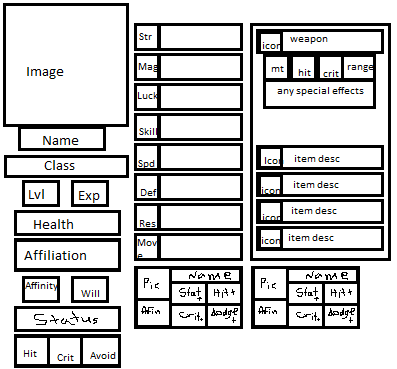 Image
Name
Class
Lvl Exp
Health
Affiliation
Affinity Will
Status
Hit Crit Avoid
Str
Mag
Luck
Skill
Spd
Def
Res
Mov
e
icon weapon
mt hit crit range
any special effects
Icon item desc
icon item desc
icon item desc
icon item desc
Pic Name
Stat+ Hit+
Afin Crit+ dodge+
Pic Name
Stat+ Hit+
Afin Crit+ dodge+